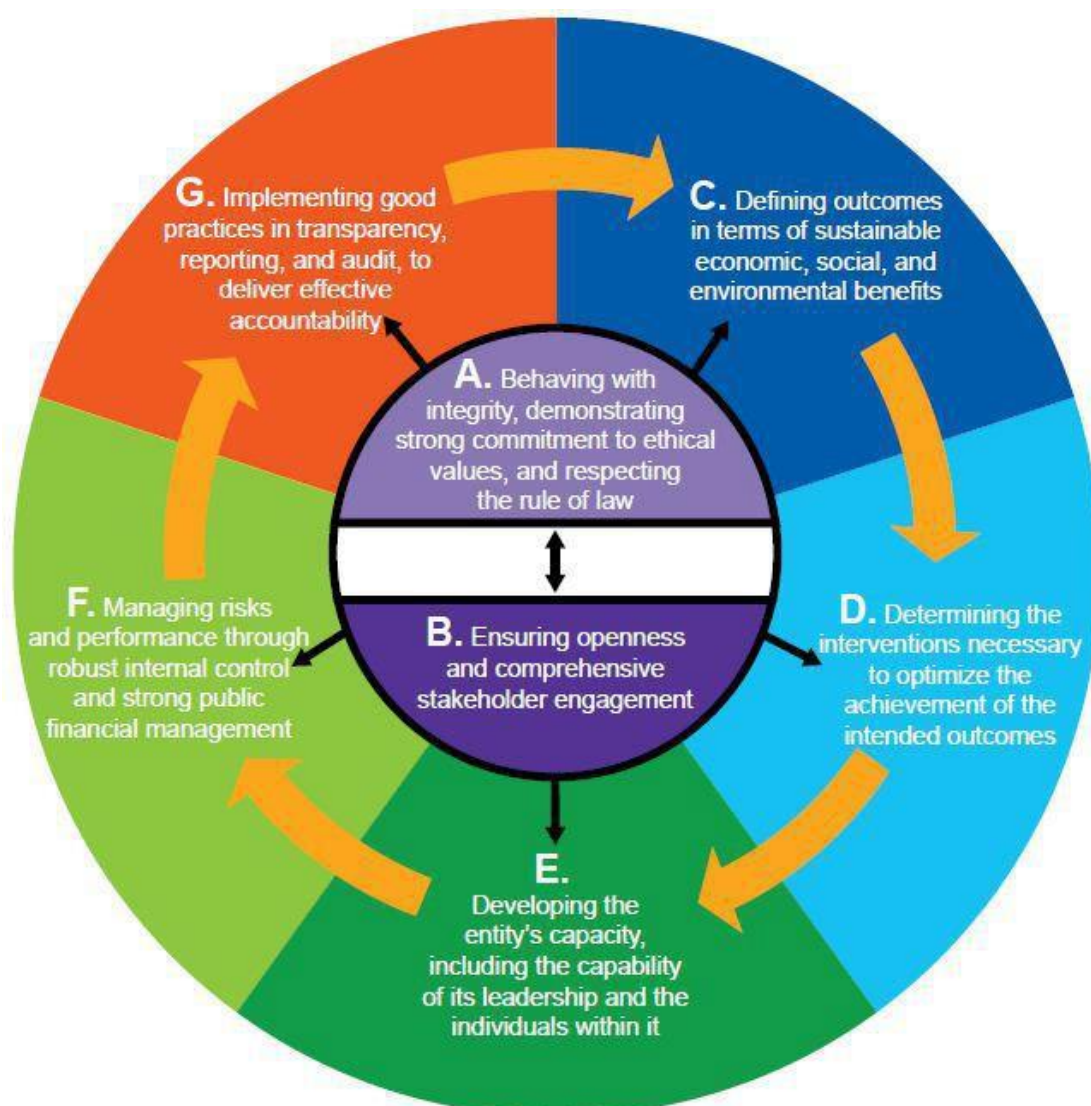 G. Implementing good
practices in transparency,
reporting, and audit, to
deliver effective
accountability
C. Defining outcomes
in terms of sustainable
economic, social, and
environmental benefits
A. Behaving with
integrity, demonstrating
strong commitment to ethical
values, and respecting
the rule of law
B. Ensuring openness
and comprehensive
stakeholder engagement
F. Managing risks
and performance through
robust internal control
and strong public
financial management
D. Determining the
interventions necessary
to optimize the
achievement of the
intended outcomes
E.
Developing the
entity's capacity,
including the capability
of its leadership and the
individuals within it